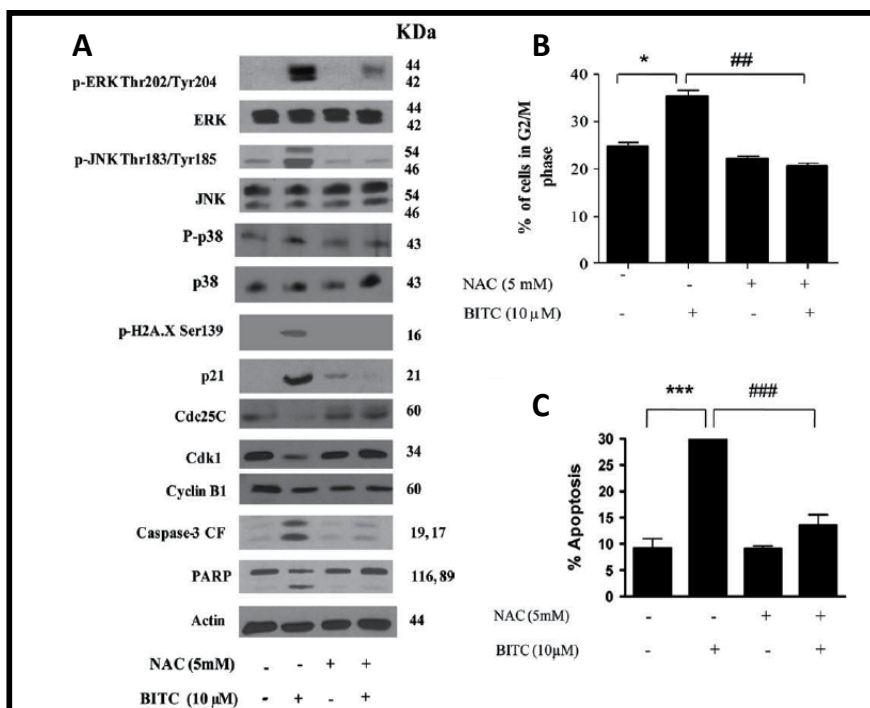 A
KDa
p-ERK Thr202/Tyr204
44
42
ERK
44
42
p-JNK Thr183/Tyr185
54
46
JNK
54
46
P-p38
43
p38
43
p-H2A.X Ser139
16
p21
21
Cdc25C
60
Cdk1
34
Cyclin B1
60
Caspase-3 CF
19, 17
PARP
116, 89
Actin
44
NAC (5mM) - - + +
BITC (10 μM) - + - +
B
* ##
% of cells in G2/M
phase
40
30
20
10
0
NAC (5 mM) - - + +
BITC (10 μM) - + - +
C
*** ###
% Apoptosis
30
25
20
15
10
5
0
NAC (5mM) - - + +
BITC (10μM) - + - +